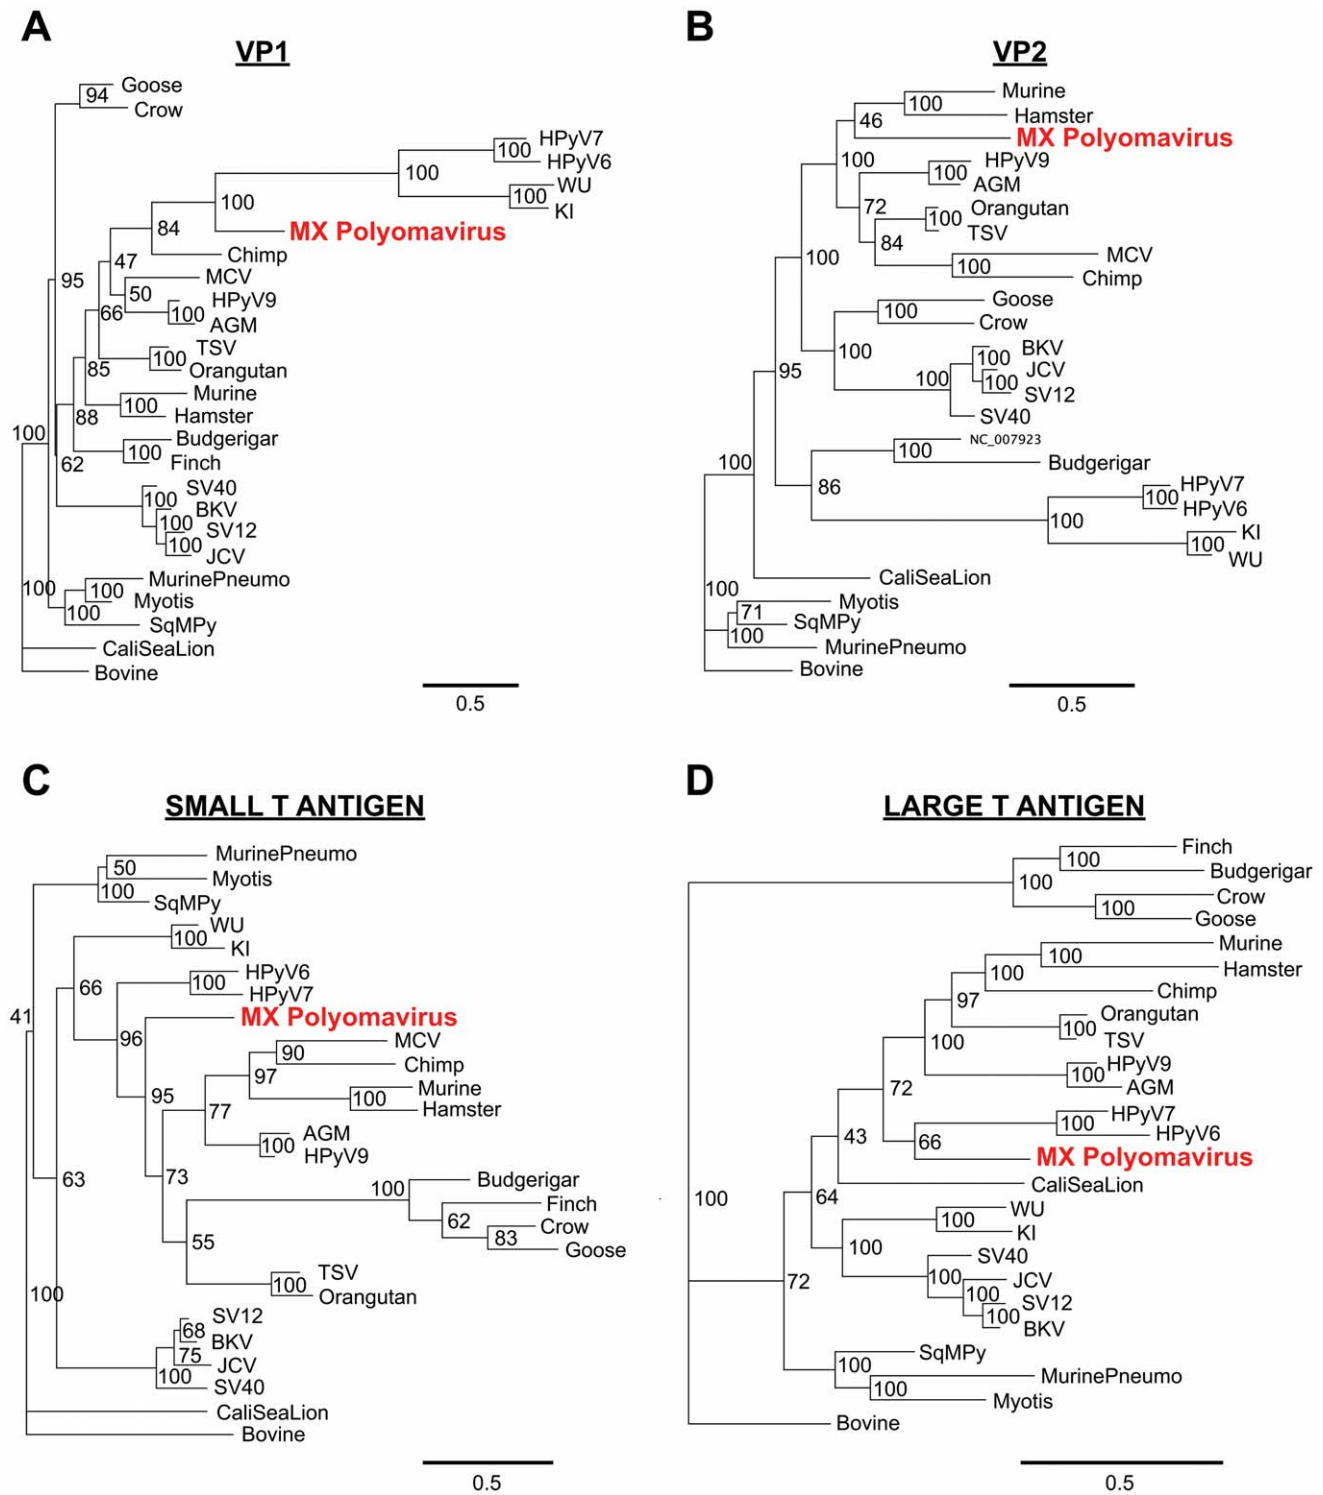 A
VP1
94
Goose
Crow
100
HPyV7
HPyV6
100
100
WU
KI
100
MX Polyomavirus
84
Chimp
47
MCV
95
50
HPyV9
66
100
AGM
TSV
100
Orangutan
85
Murine
100
Hamster
88
Budgerigar
100
Finch
100
62
SV40
100
BKV
100
SV12
100
JCV
MurinePneumo
100
100
Myotis
100
SqMPy
CaliSeaLion
Bovine
0.5
B
VP2
Murine
100
Hamster
46
MX Polyomavirus
100
HPyV9
100
AGM
72
Orangutan
100
TSV
84
MCV
100
100
Chimp
Goose
100
Crow
100
BKV
100
JCV
95
100
100
SV12
SV40
NC_007923
100
Budgerigar
100
86
HPyV7
100
HPyV6
100
KI
100
WU
CaliSeaLion
100
Myotis
71
SqMPy
100
MurinePneumo
Bovine
0.5
C
SMALL T ANTIGEN
MurinePneumo
50
Myotis
100
SqMPy
WU
100
KI
HPyV6
66
100
HPyV7
41
MX Polyomavirus
96
MCV
90
Chimp
97
95
Murine
100
Hamster
77
AGM
100
HPyV9
63
73
Budgerigar
100
Finch
62
Crow
83
Goose
55
TSV
100
Orangutan
100
SV12
68
BKV
75
JCV
100
SV40
CaliSeaLion
Bovine
0.5
D
LARGE T ANTIGEN
Finch
100
Budgerigar
100
Crow
100
Goose
Murine
100
Hamster
100
Chimp
97
Orangutan
100
TSV
100
HPyV9
100
AGM
72
HPyV7
100
HPyV6
43
66
MX Polyomavirus
CaliSeaLion
100
64
WU
100
KI
100
SV40
100
JCV
72
100
SV12
100
BKV
SqMPy
100
MurinePneumo
100
Myotis
Bovine
0.5